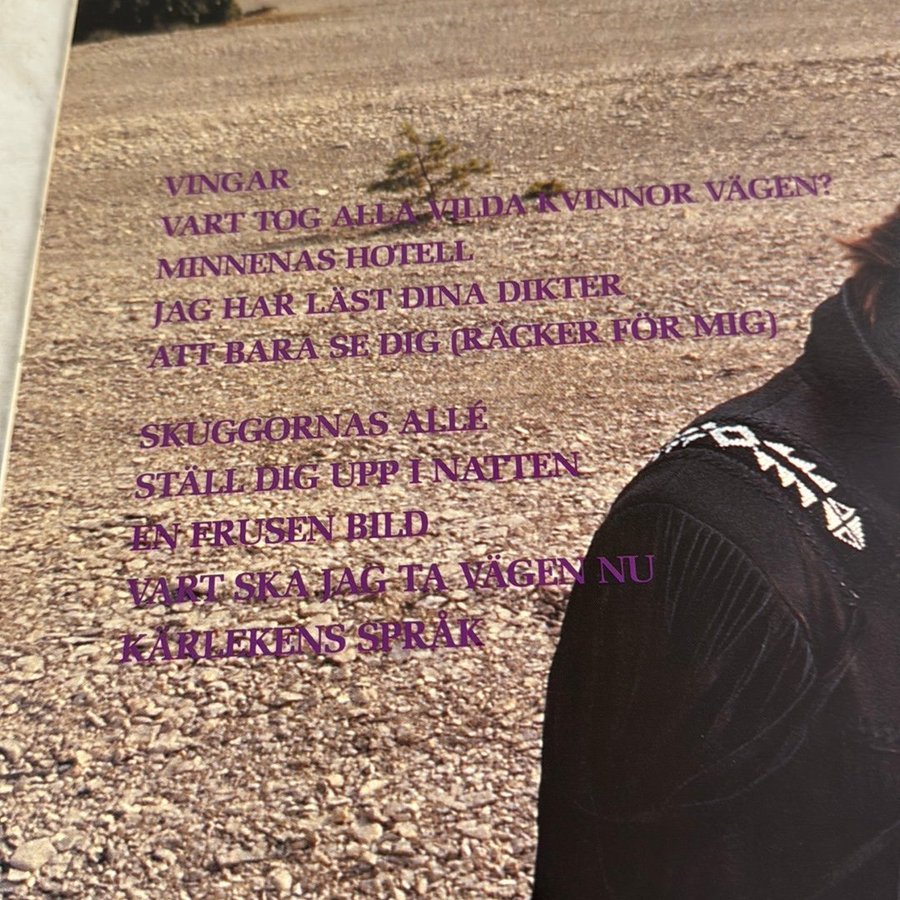 VINGAR
VART TOG ALLA VILDA KVINNOR VÄGEN?
MINNENAS HOTELL
JAG HAR LÄST DINA DIKTER
ATT BARA SE DIG (RÄCKER FÖR MIG)
SKUGGORNAS ALLÉ
STÄLL DIG UPP I NATTEN
EN FRUSEN BILD
VART SKA JAG TA VÄGEN NU
KÄRLEKENS SPRÅK